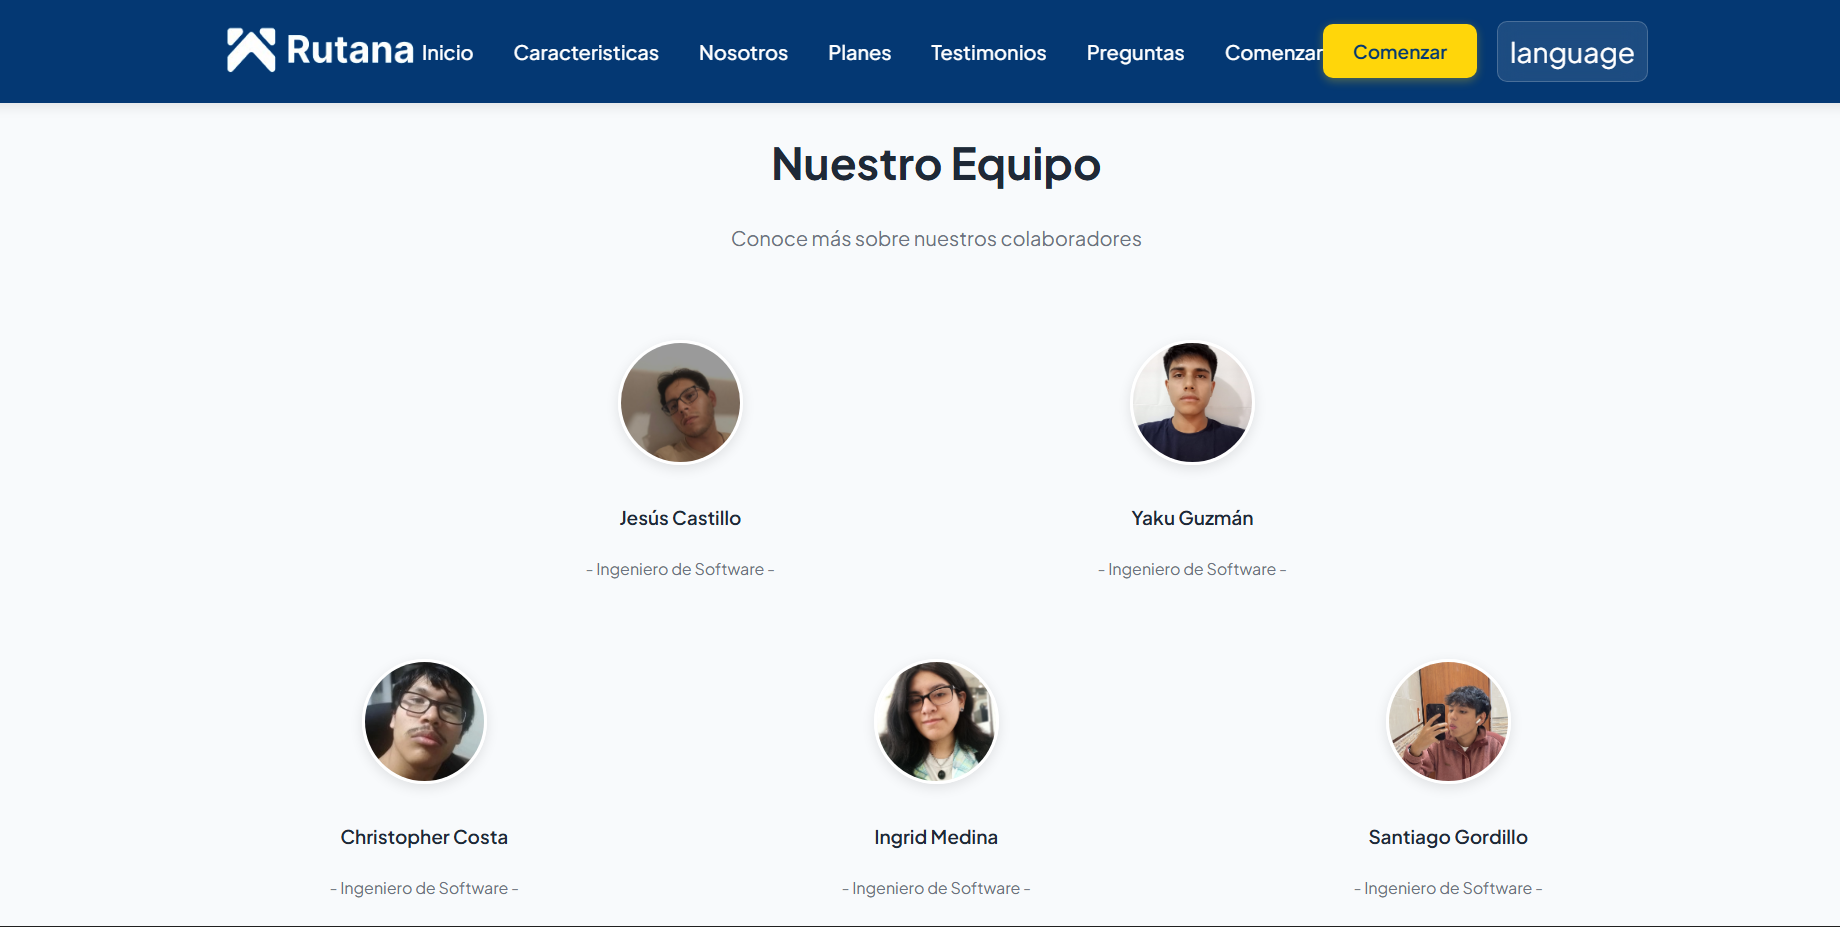 Rutana Inicio Caracteristicas Nosotros Planes Testimonios Preguntas Comenzar Comenzar language
Nuestro Equipo
Conoce más sobre nuestros colaboradores
Jesús Castillo Yaku Guzmán
- Ingeniero de Software - - Ingeniero de Software -
Christopher Costa Ingrid Medina Santiago Gordillo
- Ingeniero de Software - - Ingeniero de Software - - Ingeniero de Software -